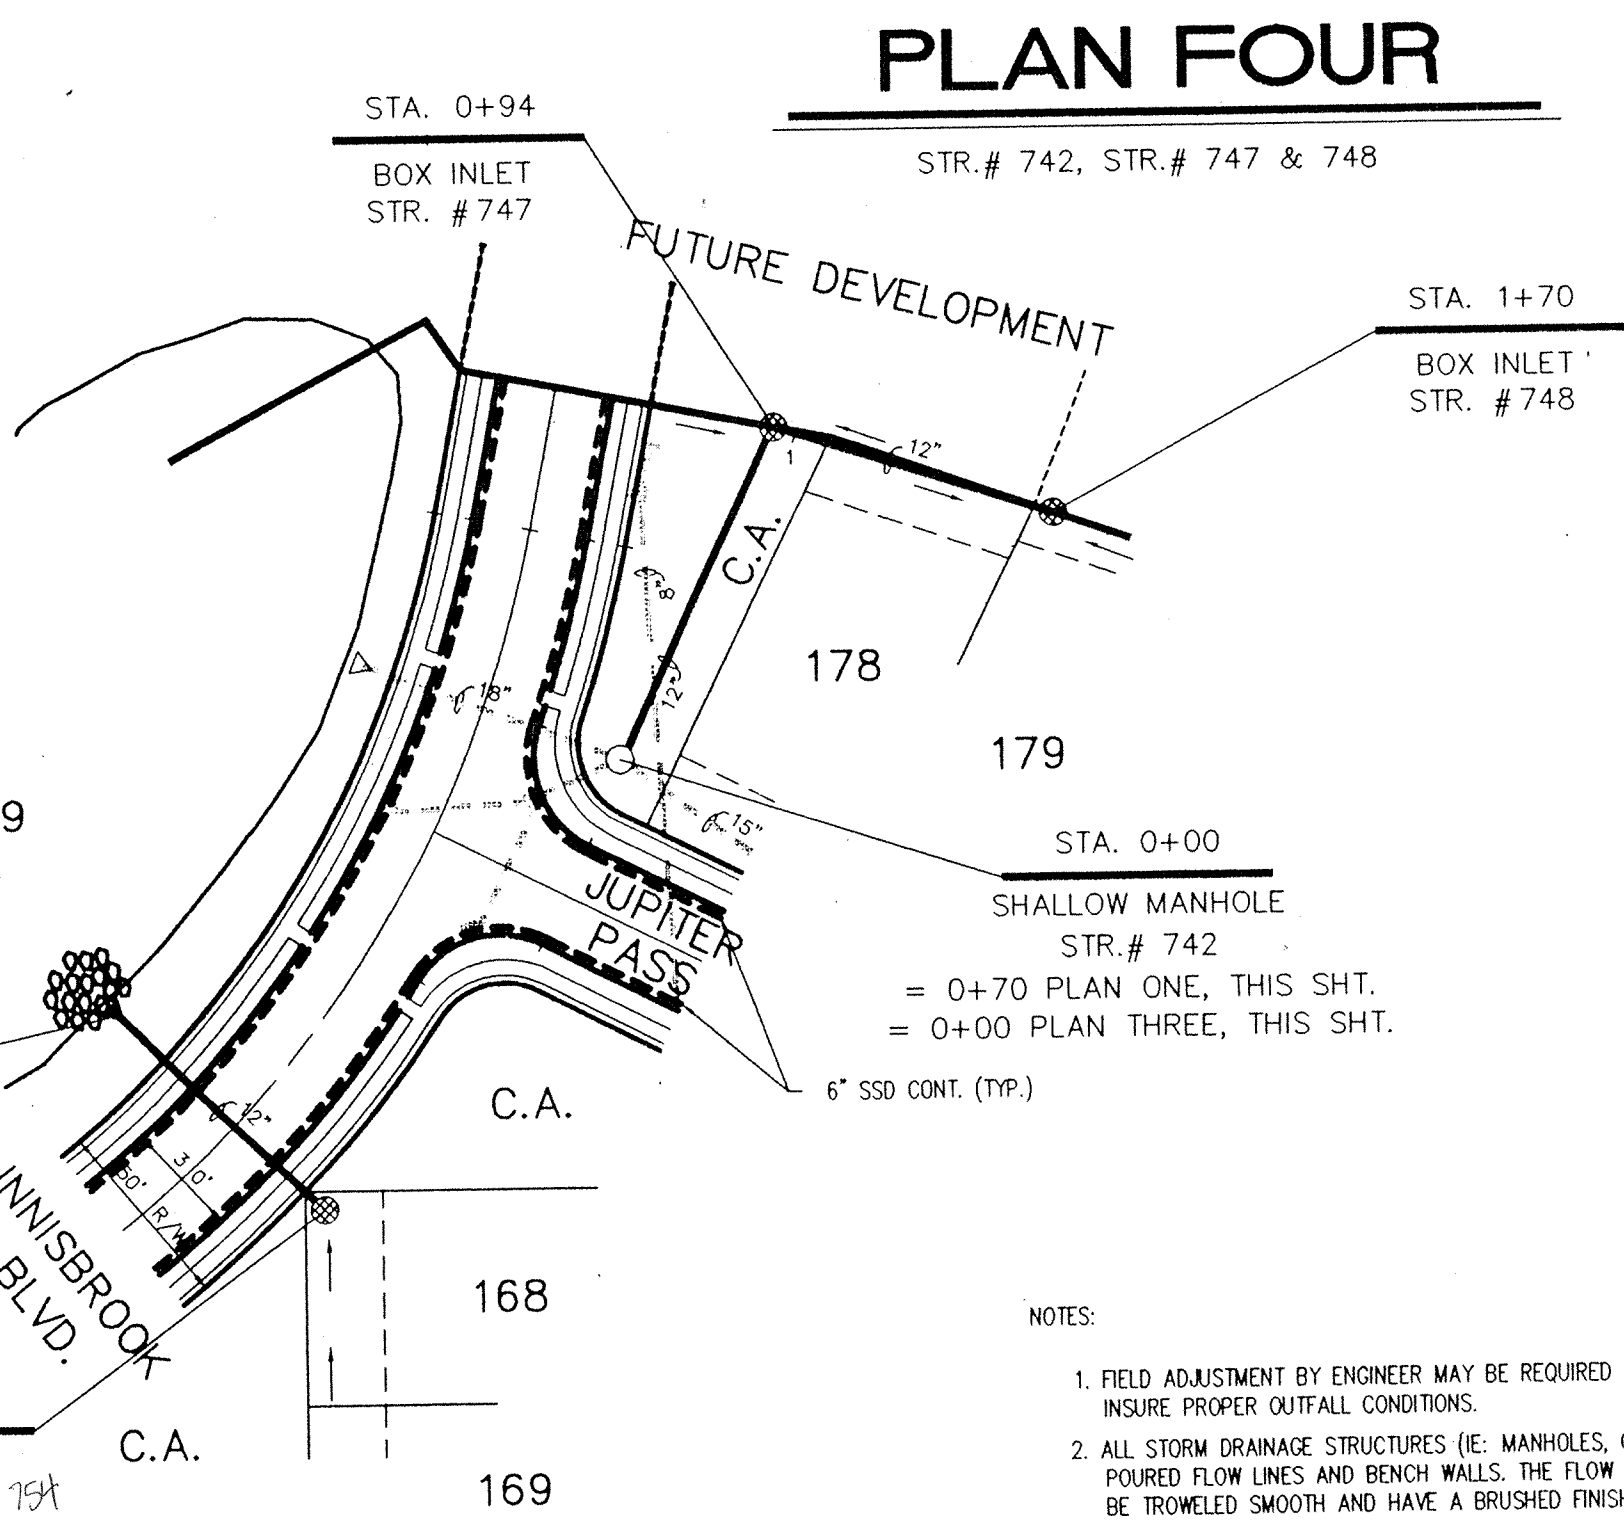 PLAN FOUR
STR.# 742, STR.# 747 & 748
STA. 0+94
BOX INLET
STR. #747
FUTURE DEVELOPMENT
STA. 1+70
BOX INLET
STR. #748
12"
1
C.A.
8"
12"
178
18"
179
9
15"
STA. 0+00
SHALLOW MANHOLE
STR.# 742
= 0+70 PLAN ONE, THIS SHT.
= 0+00 PLAN THREE, THIS SHT.
JUPITER
PASS
6" SSD CONT. (TYP.)
C.A.
12"
30'
50'
R/W
INNISBROOK
BLVD.
168
C.A.
169
754
NOTES:
1. FIELD ADJUSTMENT BY ENGINEER MAY BE REQUIRED
INSURE PROPER OUTFALL CONDITIONS.
2. ALL STORM DRAINAGE STRUCTURES (IE: MANHOLES,
POURED FLOW LINES AND BENCH WALLS. THE FLOW
BE TROWELED SMOOTH AND HAVE A BRUSHED FINISH